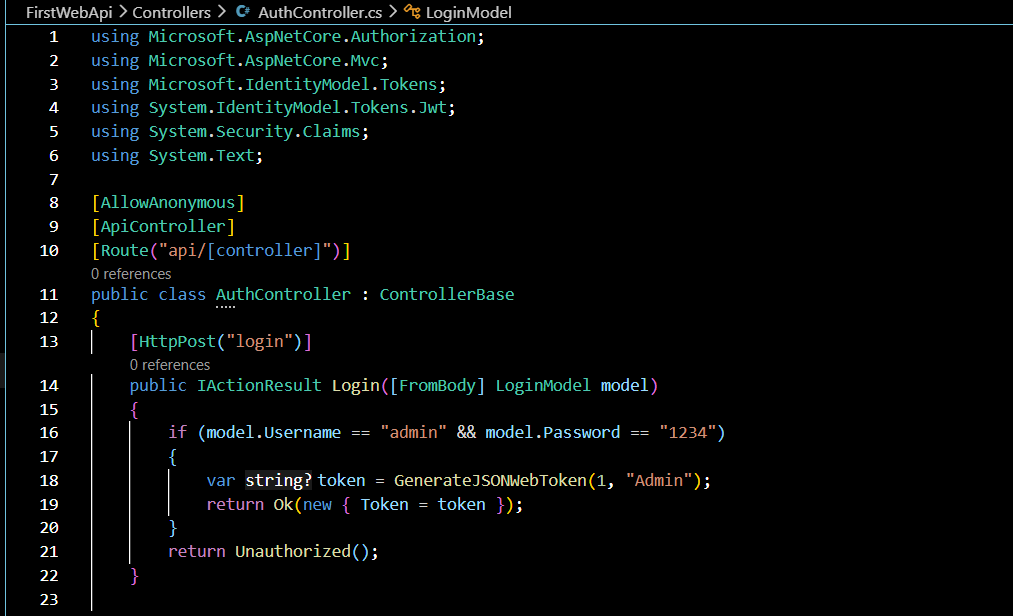 FirstWebApi > Controllers > C# AuthController.cs > LoginModel
1 using Microsoft.AspNetCore.Authorization;
2 using Microsoft.AspNetCore.Mvc;
3 using Microsoft.IdentityModel.Tokens;
4 using System.IdentityModel.Tokens.Jwt;
5 using System.Security.Claims;
6 using System.Text;
7
8 [AllowAnonymous]
9 [ApiController]
10 [Route("api/[controller]")]
0 references
11 public class AuthController : ControllerBase
12 {
13     [HttpPost("login")]
0 references
14     public IActionResult Login([FromBody] LoginModel model)
15     {
16         if (model.Username == "admin" && model.Password == "1234")
17         {
18             var string? token = GenerateJSONWebToken(1, "Admin");
19             return Ok(new { Token = token });
20         }
21         return Unauthorized();
22     }
23